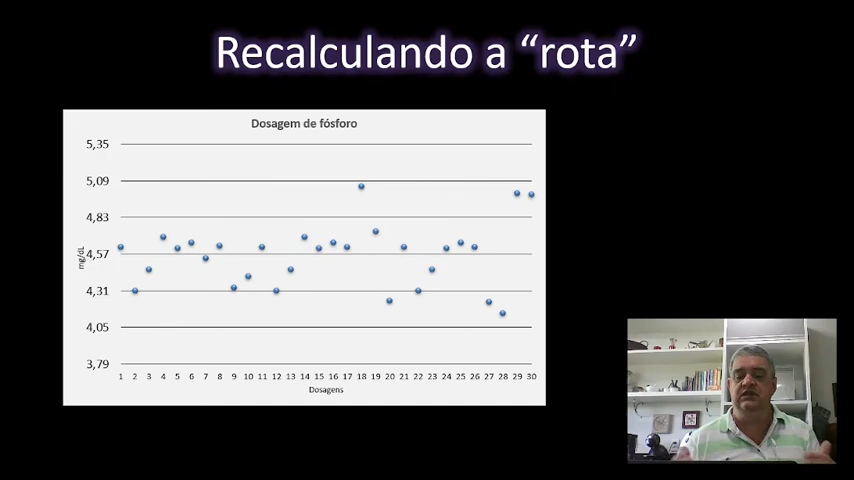 Recalculando a “rota”
Dosagem de fósforo
5,35
5,09
4,83
4,57
4,31
4,05
3,79
mg/dL
1 2 3 4 5 6 7 8 9 10 11 12 13 14 15 16 17 18 19 20 21 22 23 24 25 26 27 28 29 30
Dosagens